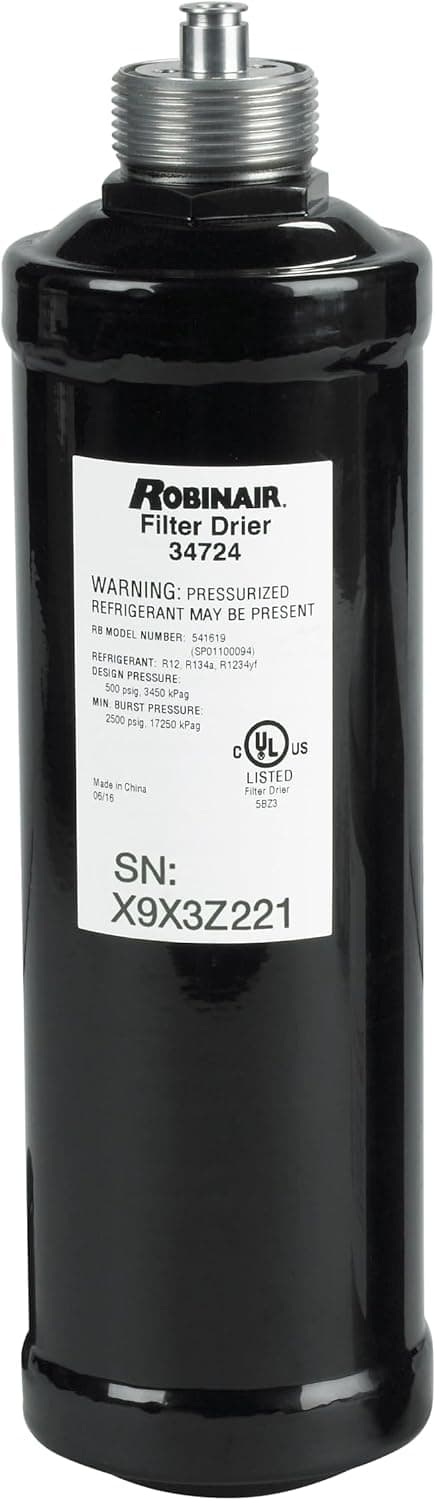 ROBINAIR.
Filter Drier
34724
WARNING: PRESSURIZED
REFRIGERANT MAY BE PRESENT
RB MODEL NUMBER: 541619
(SP01100094)
REFRIGERANT: R12, R134a, R1234yf
DESIGN PRESSURE:
500 psig, 3450 kPag
MIN. BURST PRESSURE:
2500 psig, 17250 kPag
C UL US
LISTED
Filter Drier
5BZ3
Made in China
06/16
SN:
X9X3Z221